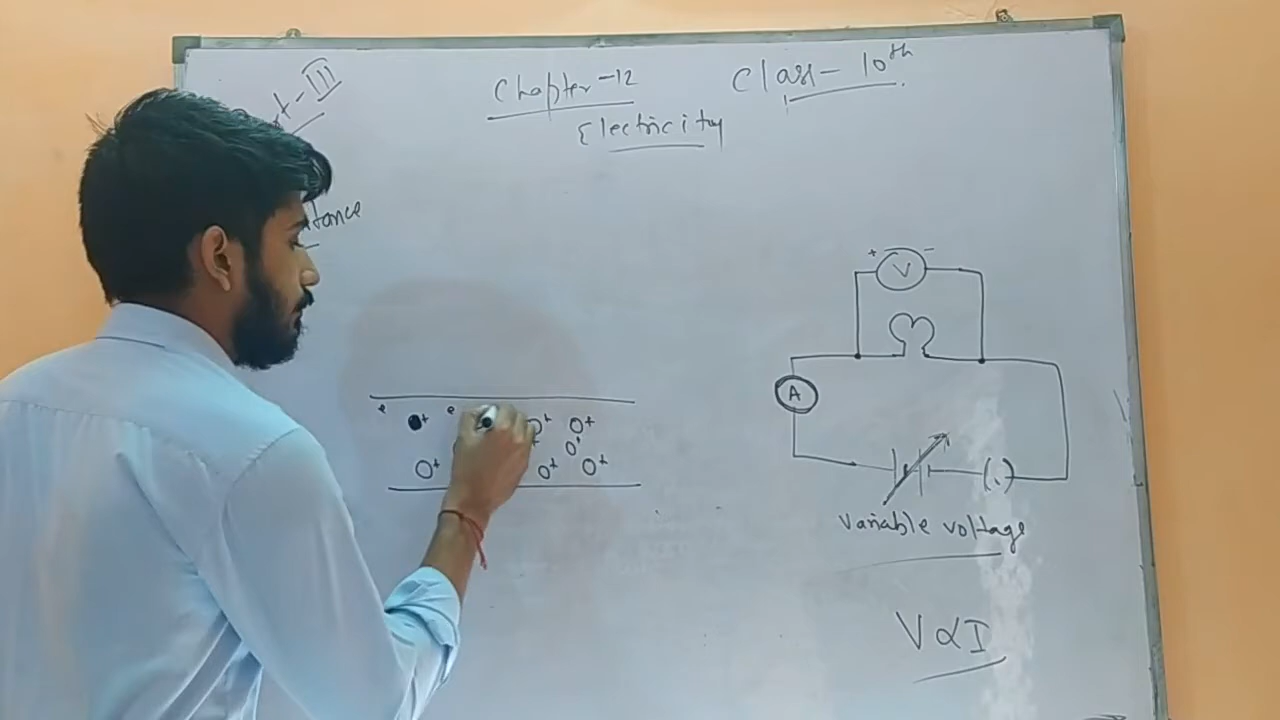 Chapter-12
Class- 10th
Electricity
+ V -
A
e + e + +
+ + +
Variable voltage
V ∝ I